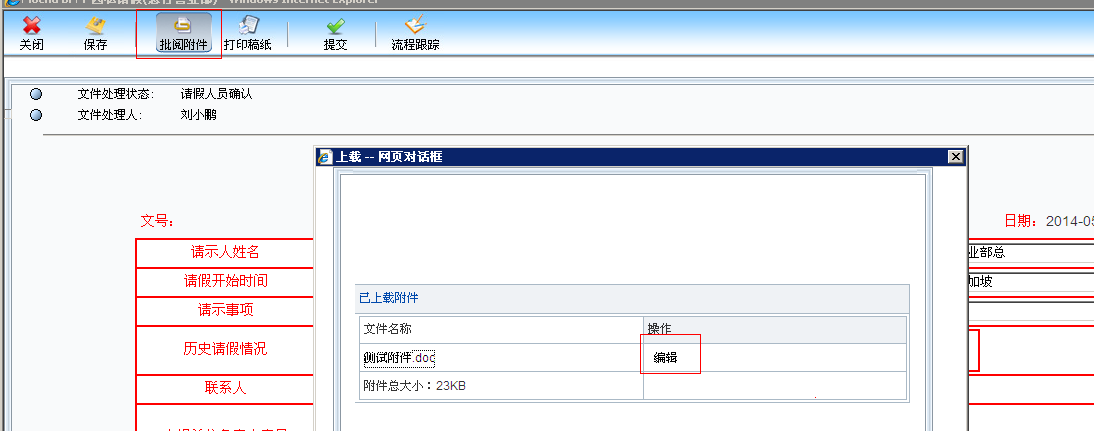 Windows Internet Explorer
关闭 保存 批阅附件 打印稿纸 提交 流程跟踪
文件处理状态: 请假人员确认
文件处理人: 刘小鹏
上载 -- 网页对话框
文号:
日期: 2014-05
请示人姓名 业部总
请假开始时间 加坡
已上载附件
请示事项
文件名称 操作
历史请假情况
测试附件.doc 编辑
联系人
附件总大小：23KB